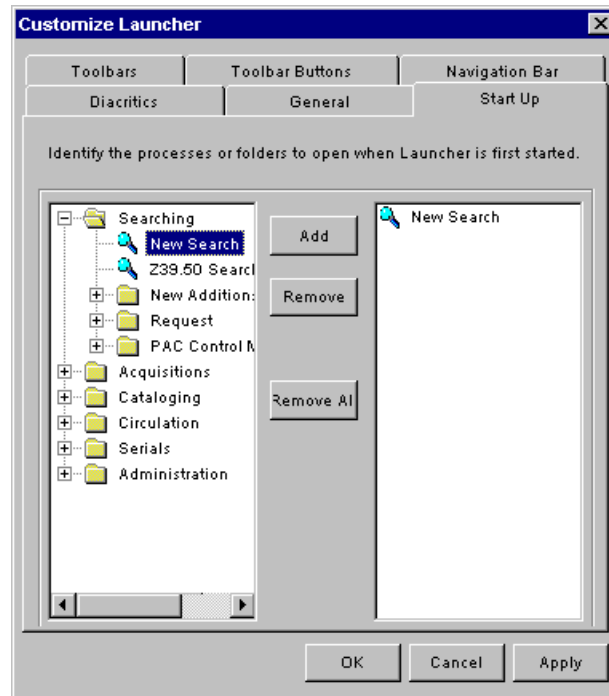 Customize Launcher
Toolbars Toolbar Buttons Navigation Bar
Diacritics General Start Up
Identify the processes or folders to open when Launcher is first started.
Searching
New Search
Z39.50 Searcl
New Addition:
Request
PAC Control M
Acquisitions
Cataloging
Circulation
Serials
Administration
Add
Remove
Remove Al
New Search
OK Cancel Apply